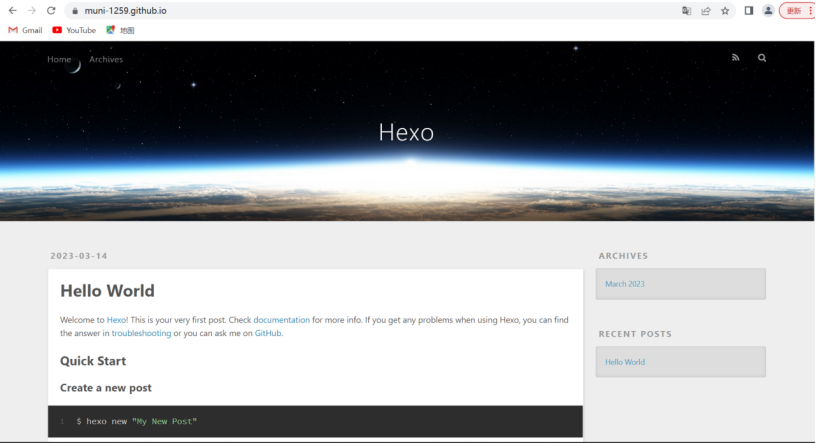 muni-1259.github.io
更新
Gmail
YouTube
地图
Home
Archives
Hexo
2023-03-14
Hello World
Welcome to Hexo! This is your very first post. Check documentation for more info. If you get any problems when using Hexo, you can find
the answer in troubleshooting or you can ask me on GitHub.
Quick Start
Create a new post
1 $ hexo new "My New Post"
ARCHIVES
March 2023
RECENT POSTS
Hello World